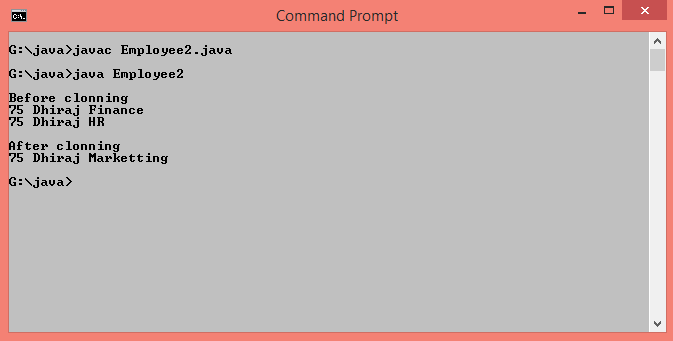 Command Prompt
G:\java>javac Employee2.java
G:\java>java Employee2
Before clonning
75 Dhiraj Finance
75 Dhiraj HR
After clonning
75 Dhiraj Marketting
G:\java>